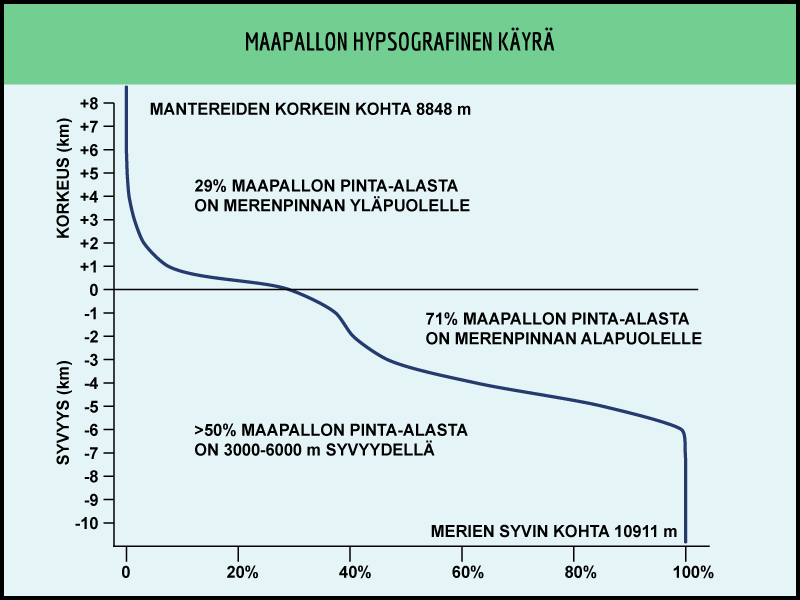 MAAPALLON HYPSOGRAFINEN KÄYRÄ
KORKEUS (km)
+8
+7
+6
+5
+4
+3
+2
+1
0
-1
-2
-3
-4
-5
-6
-7
-8
-9
-10
SYVYYS (km)
MANTEREIDEN KORKEIN KOHTA 8848 m
29% MAAPALLON PINTA-ALASTA
ON MERENPINNAN YLÄPUOLELLE
71% MAAPALLON PINTA-ALASTA
ON MERENPINNAN ALAPUOLELLE
>50% MAAPALLON PINTA-ALASTA
ON 3000-6000 m SYVYYDELLÄ
MERIEN SYVIN KOHTA 10911 m
0
20%
40%
60%
80%
100%